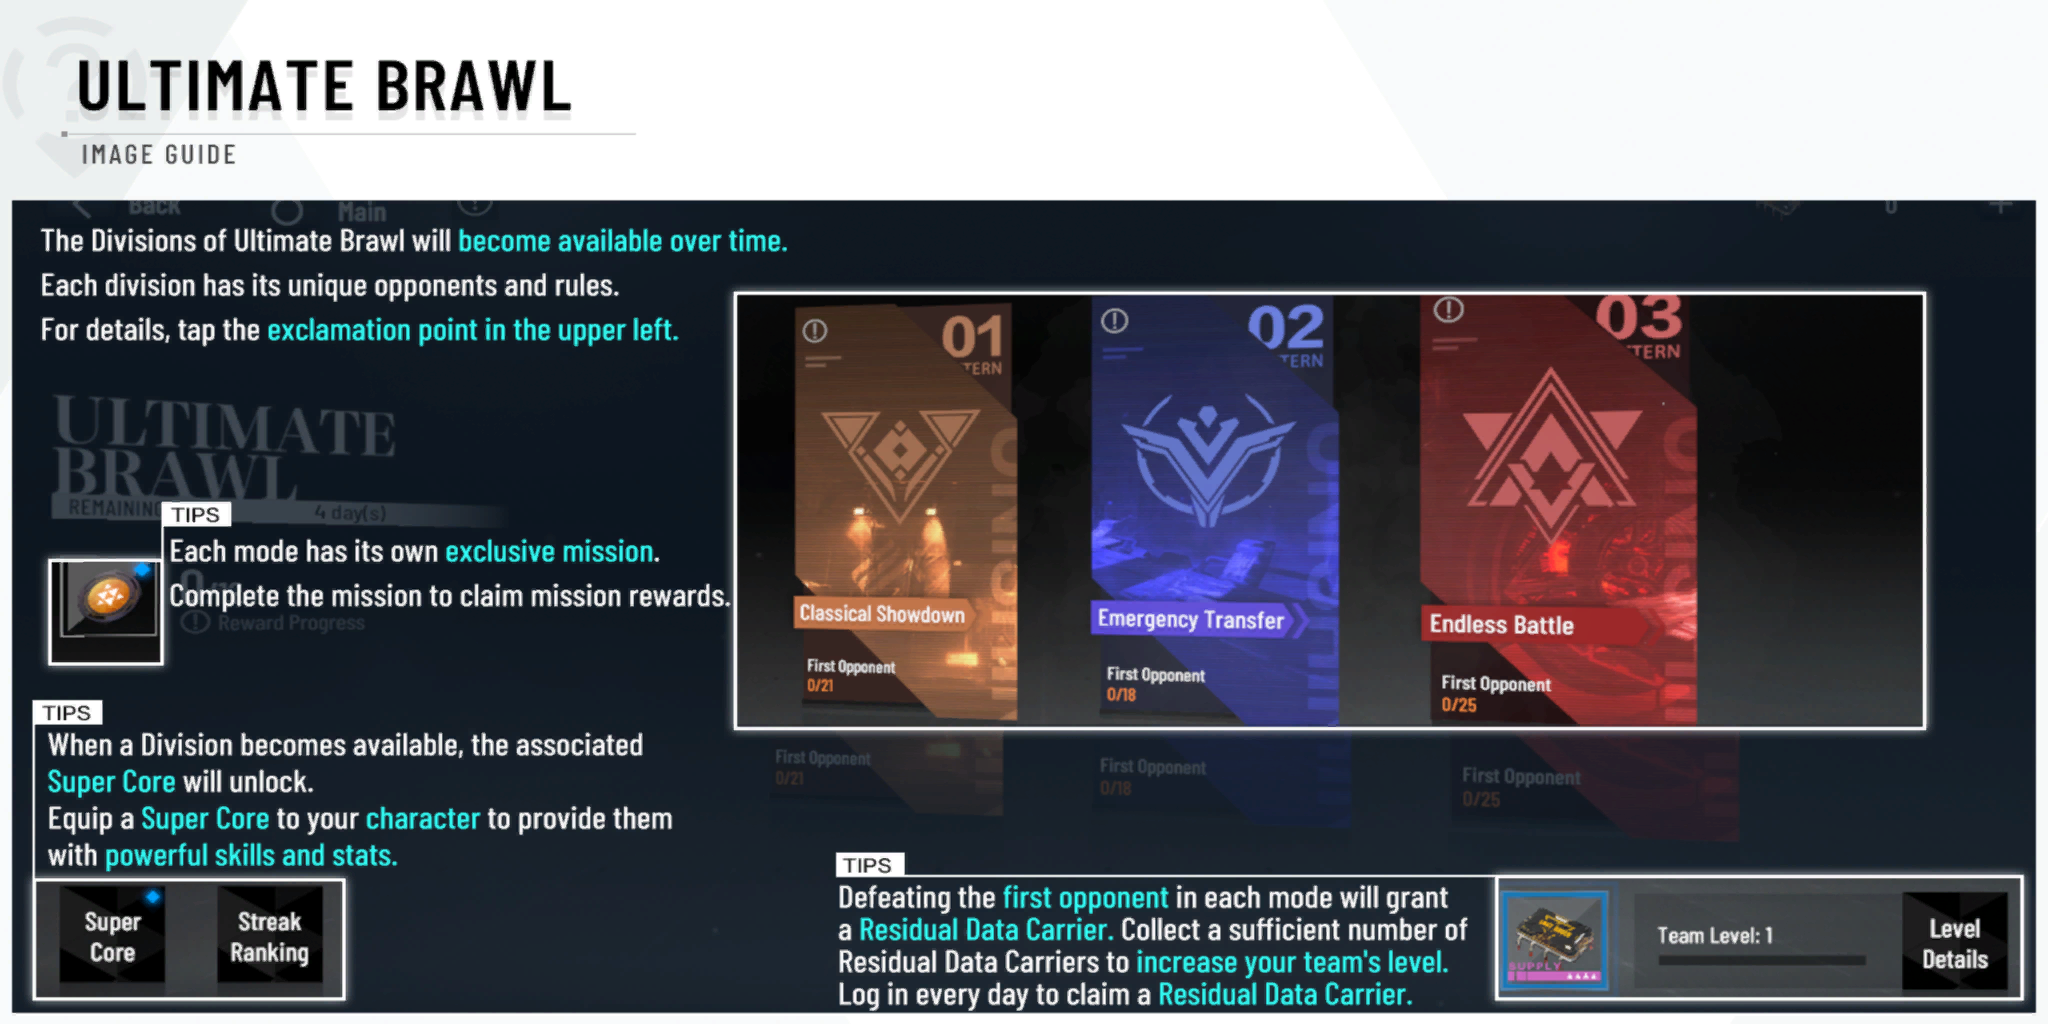 ULTIMATE BRAWL
IMAGE GUIDE
Back
Main
0
The Divisions of Ultimate Brawl will become available over time.
Each division has its unique opponents and rules.
For details, tap the exclamation point in the upper left.
ULTIMATE
BRAWL
REMAINING
4 day(s)
TIPS
Each mode has its own exclusive mission.
Complete the mission to claim mission rewards.
Reward Progress
01
TERN
Classical Showdown
First Opponent
0/21
02
TERN
Emergency Transfer
First Opponent
0/18
03
TERN
Endless Battle
First Opponent
0/25
First Opponent
0/21
First Opponent
0/18
First Opponent
0/25
TIPS
When a Division becomes available, the associated
Super Core will unlock.
Equip a Super Core to your character to provide them
with powerful skills and stats.
Super
Core
Streak
Ranking
TIPS
Defeating the first opponent in each mode will grant
a Residual Data Carrier. Collect a sufficient number of
Residual Data Carriers to increase your team's level.
Log in every day to claim a Residual Data Carrier.
SUPPLY
Team Level: 1
Level
Details